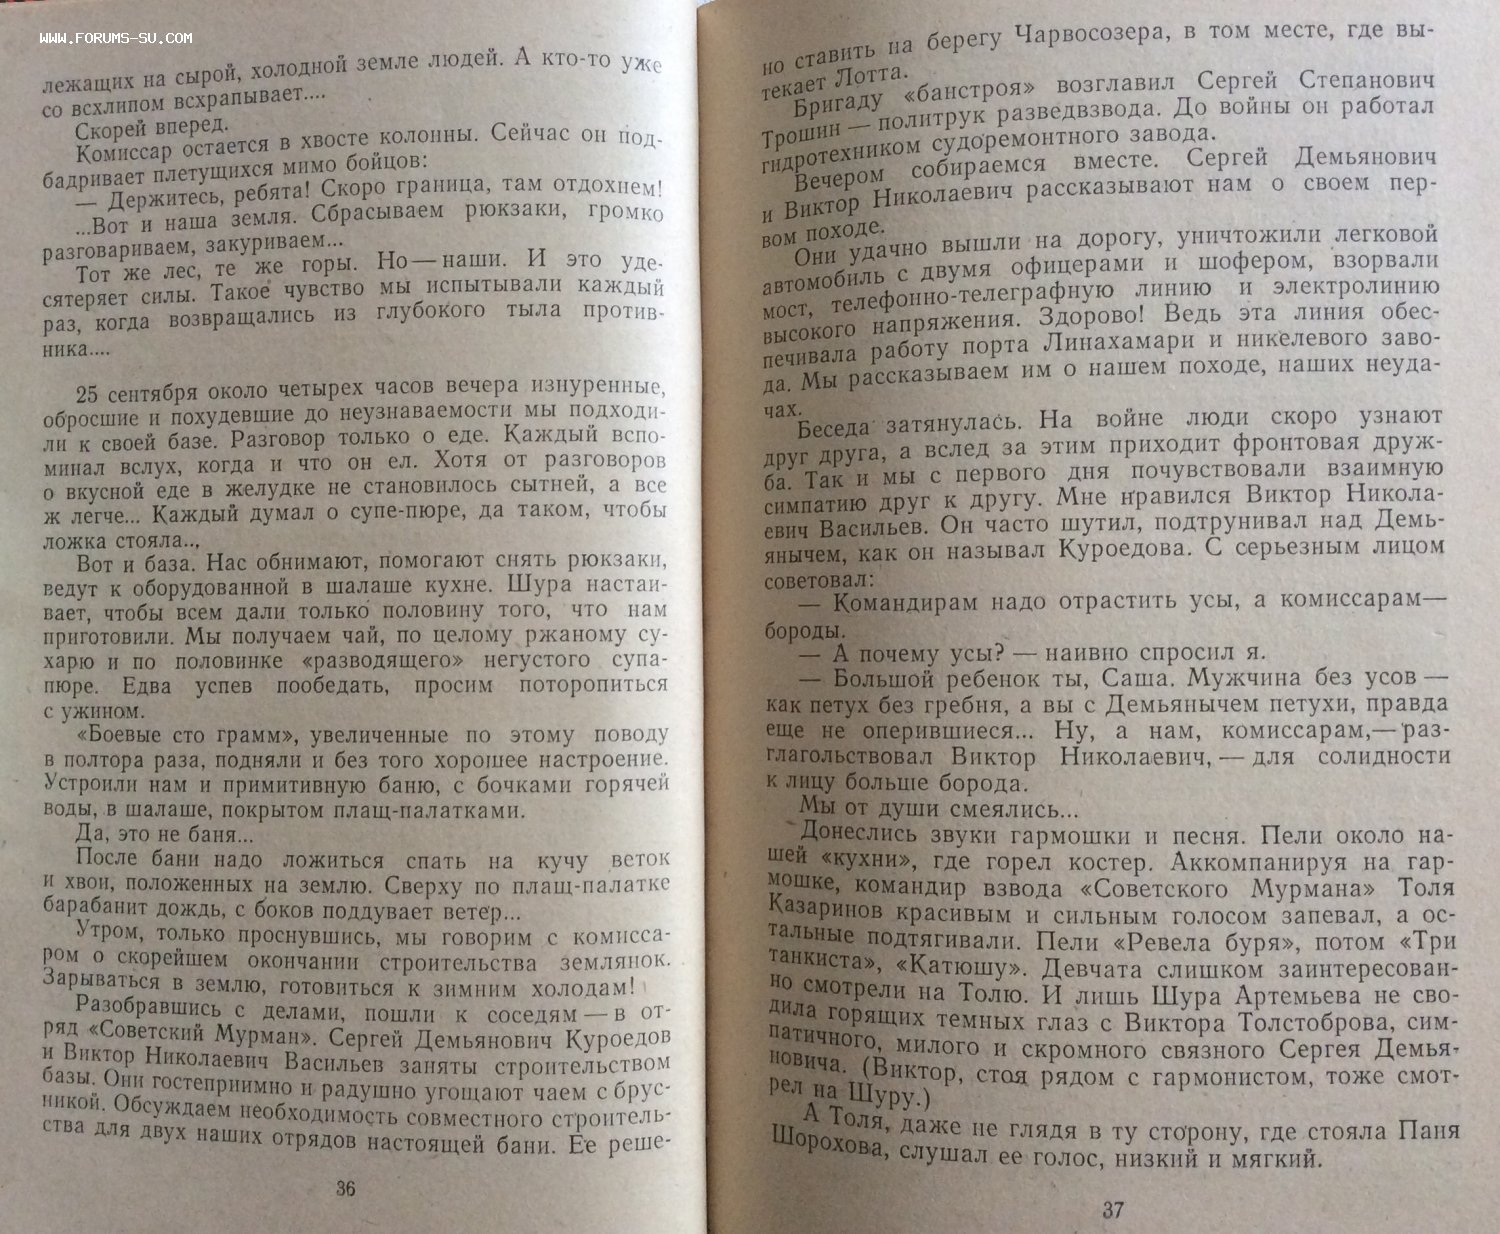 WWW.FORUMS-SU.COM
лежащих на сырой, холодной земле людей. А кто-то уже
со всхлипом всхрапывает....
Скорей вперед.
Комиссар остается в хвосте колонны. Сейчас он под-
бадривает плетущихся мимо бойцов:
— Держитесь, ребята! Скоро граница, там отдохнем!
...Вот и наша земля. Сбрасываем рюкзаки, громко
разговариваем, закуриваем...
Тот же лес, те же горы. Но — наши. И это уде-
сятеряет силы. Такое чувство мы испытывали каждый
раз, когда возвращались из глубокого тыла против-
ника....
25 сентября около четырех часов вечера изнуренные,
обросшие и похудевшие до неузнаваемости мы подходи-
ли к своей базе. Разговор только о еде. Каждый вспо-
минал вслух, когда и что он ел. Хотя от разговоров
о вкусной еде в желудке не становилось сытней, а все
ж легче... Каждый думал о супе-пюре, да таком, чтобы
ложка стояла...
Вот и база. Нас обнимают, помогают снять рюкзаки,
ведут к оборудованной в шалаше кухне. Шура настаи-
вает, чтобы всем дали только половину того, что нам
приготовили. Мы получаем чай, по целому ржаному су-
харю и по половинке «разводящего» негустого супа-
пюре. Едва успев пообедать, просим поторопиться
с ужином.
«Боевые сто грамм», увеличенные по этому поводу
в полтора раза, подняли и без того хорошее настроение.
Устроили нам и примитивную баню, с бочками горячей
воды, в шалаше, покрытом плащ-палатками.
Да, это не баня...
После бани надо ложиться спать на кучу веток
и хвои, положенных на землю. Сверху по плащ-палатке
барабанит дождь, с боков поддувает ветер...
Утром, только проснувшись, мы говорим с комисса-
ром о скорейшем окончании строительства землянок.
Зарываться в землю, готовиться к зимним холодам!
Разобравшись с делами, пошли к соседям — в от-
ряд «Советский Мурман». Сергей Демьянович Куроедов
и Виктор Николаевич Васильев заняты строительством
базы. Они гостеприимно и радушно угощают чаем с брус-
никой. Обсуждаем необходимость совместного строитель-
ства для двух наших отрядов настоящей бани. Ее реше-
36
но ставить на берегу Чарвосозера, в том месте, где вы-
текает Лотта.
Бригаду «банстроя» возглавил Сергей Степанович
Трошин — политрук разведвзвода. До войны он работал
гидротехником судоремонтного завода.
Вечером собираемся вместе. Сергей Демьянович
и Виктор Николаевич рассказывают нам о своем пер-
вом походе.
Они удачно вышли на дорогу, уничтожили легковой
автомобиль с двумя офицерами и шофером, взорвали
мост, телефонно-телеграфную линию и электролинию
высокого напряжения. Здорово! Ведь эта линия обес-
печивала работу порта Линахамари и никелевого заво-
да. Мы рассказываем им о нашем походе, наших неуда-
чах.
Беседа затянулась. На войне люди скоро узнают
друг друга, а вслед за этим приходит фронтовая друж-
ба. Так и мы с первого дня почувствовали взаимную
симпатию друг к другу. Мне нравился Виктор Никола-
евич Васильев. Он часто шутил, подтрунивал над Демь-
янычем, как он называл Куроедова. С серьезным лицом
советовал:
— Командирам надо отрастить усы, а комиссарам—
бороды.
— А почему усы? — наивно спросил я.
— Большой ребенок ты, Саша. Мужчина без усов —
как петух без гребня, а вы с Демьянычем петухи, правда
еще не оперившиеся... Ну, а нам, комиссарам,— раз-
глагольствовал Виктор Николаевич, — для солидности
к лицу больше борода.
Мы от души смеялись...
Донеслись звуки гармошки и песня. Пели около на-
шей «кухни», где горел костер. Аккомпанируя на гар-
мошке, командир взвода «Советского Мурмана» Толя
Казаринов красивым и сильным голосом запевал, а ос-
тальные подтягивали. Пели «Ревела буря», потом «Три
танкиста», «Катюшу». Девчата слишком заинтересован-
но смотрели на Толю. И лишь Шура Артемьева не сво-
дила горящих темных глаз с Виктора Толстоброва, сим-
патичного, милого и скромного связного Сергея Демья-
новича. (Виктор, стоя рядом с гармонистом, тоже смот-
рел на Шуру.)
А Толя, даже не глядя в ту сторону, где стояла Паня
Шорохова, слушал ее голос, низкий и мягкий.
37